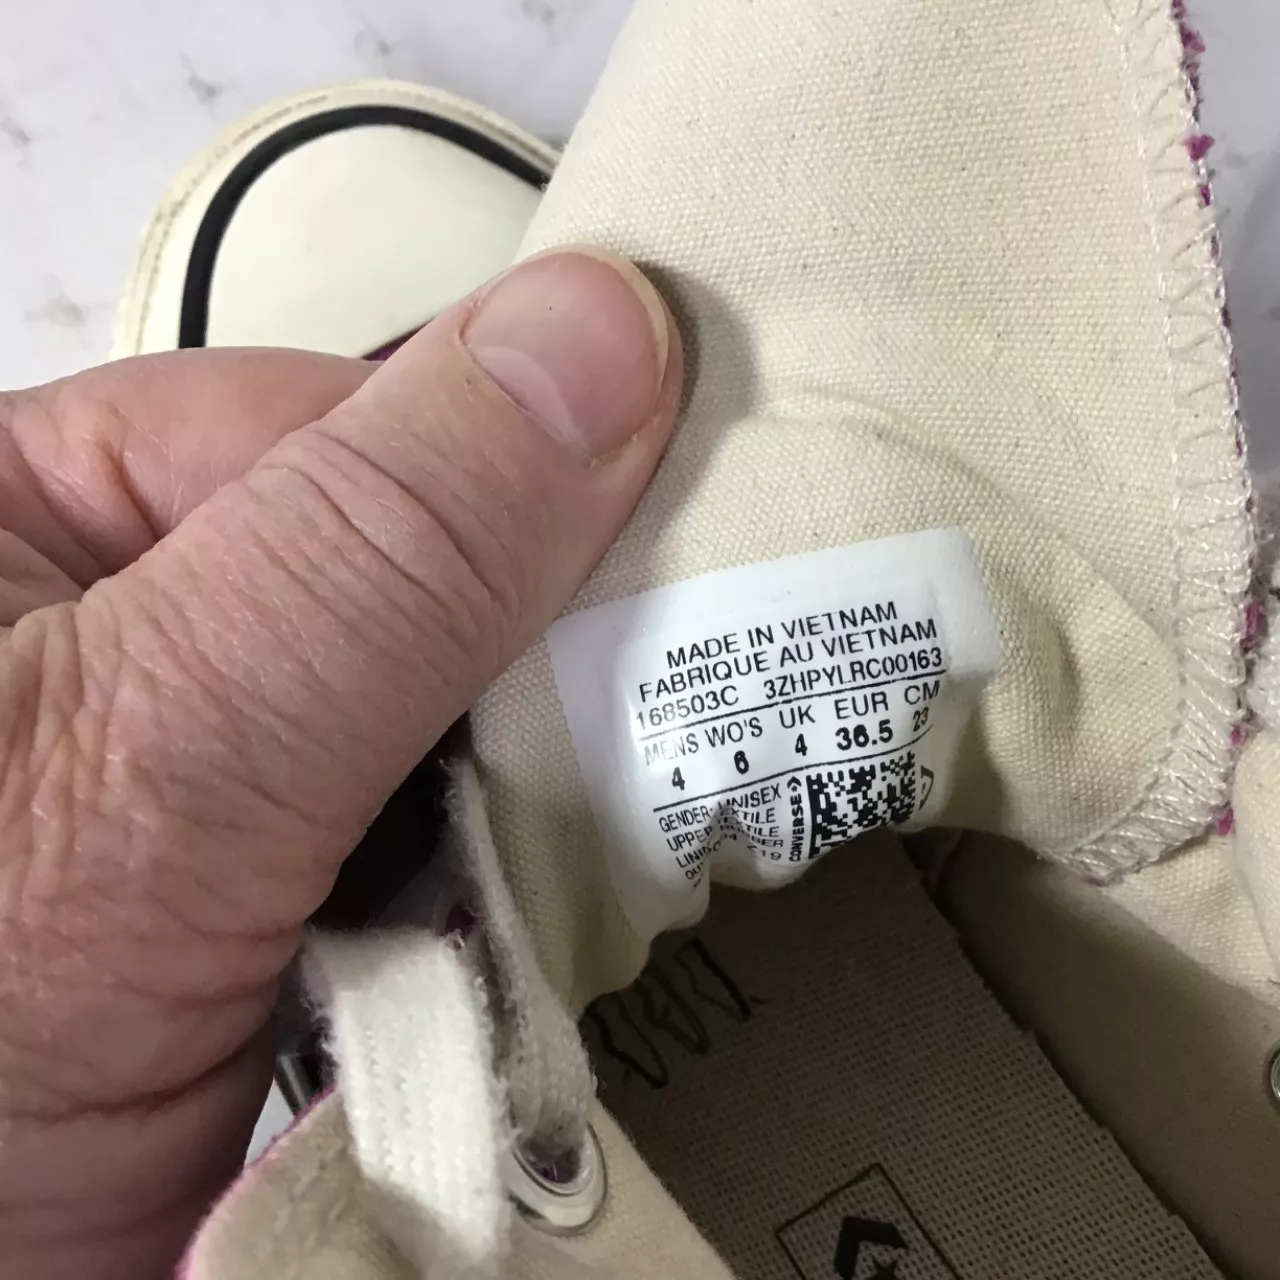 MADE IN VIETNAM
FABRIQUE AU VIETNAM
168503C 3ZHPYLRC00163
MENS WO'S UK EUR CM
4 6 4 36.5 23
GENDER: UNISEX
UPPER
CONVERSE